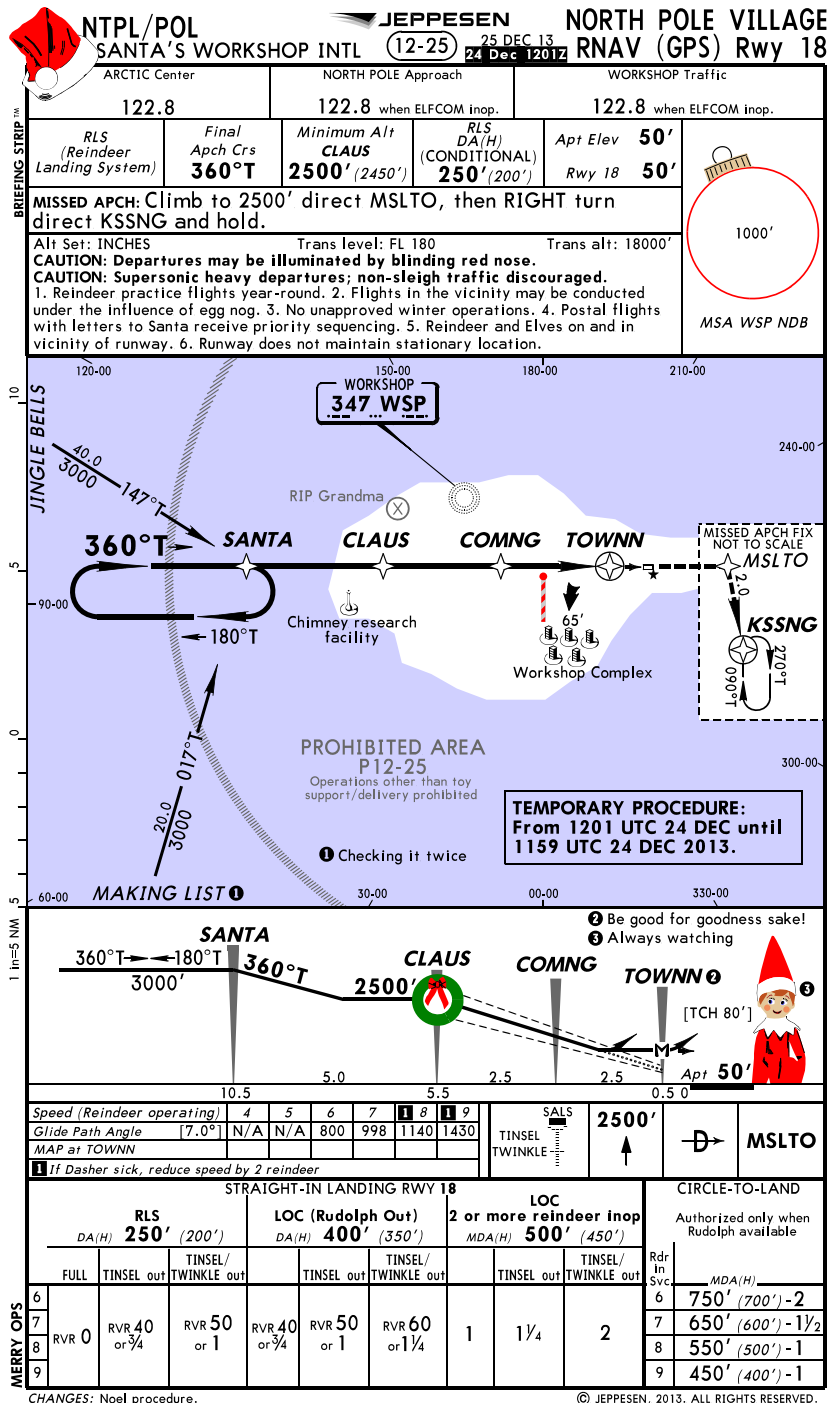 NTPL/POL
SANTA'S WORKSHOP INTL
JEPPESEN
12-25
25 DEC 13
24 Dec 1201Z
NORTH POLE VILLAGE
RNAV (GPS) Rwy 18
BRIEFING STRIP™
ARCTIC Center
122.8
NORTH POLE Approach
122.8 when ELFCOM inop.
WORKSHOP Traffic
122.8 when ELFCOM inop.
RLS
(Reindeer
Landing System)
Final
Apch Crs
360°T
Minimum Alt
CLAUS
2500' (2450')
RLS
DA(H)
(CONDITIONAL)
250' (200')
Apt Elev 50'
Rwy 18 50'
MISSED APCH: Climb to 2500' direct MSLTO, then RIGHT turn
direct KSSNG and hold.
Alt Set: INCHES Trans level: FL 180 Trans alt: 18000'
CAUTION: Departures may be illuminated by blinding red nose.
CAUTION: Supersonic heavy departures; non-sleigh traffic discouraged.
1. Reindeer practice flights year-round. 2. Flights in the vicinity may be conducted
under the influence of egg nog. 3. No unapproved winter operations. 4. Postal flights
with letters to Santa receive priority sequencing. 5. Reindeer and Elves on and in
vicinity of runway. 6. Runway does not maintain stationary location.
1000'
MSA WSP NDB
120-00
150-00
180-00
210-00
10
JINGLE BELLS
WORKSHOP
347 WSP
240-00
40.0
3000
147°T
RIP Grandma
X
360°T
SANTA
CLAUS
COMNG
TOWNN
MISSED APCH FIX
NOT TO SCALE
MSLTO
2.0
KSSNG
270°T
090°T
5
90-00
180°T
Chimney research
facility
65'
Workshop Complex
017°T
20.0
3000
0
PROHIBITED AREA
P12-25
Operations other than toy
support/delivery prohibited
300-00
TEMPORARY PROCEDURE:
From 1201 UTC 24 DEC until
1159 UTC 24 DEC 2013.
1 Checking it twice
MAKING LIST 1
5
60-00
30-00
00-00
330-00
1 in=5 NM
2 Be good for goodness sake!
3 Always watching
SANTA
CLAUS
COMNG
TOWNN 2
360°T
180°T
3000'
360°T
2500'
[TCH 80']
3
M
Apt 50'
10.5
5.0
5.5
2.5
2.5
0.5
0
Speed (Reindeer operating) 4 5 6 7 1 8 1 9
Glide Path Angle [7.0°] N/A N/A 800 998 1140 1430
MAP at TOWNN
1 If Dasher sick, reduce speed by 2 reindeer
SALS
TINSEL
TWINKLE
2500'
D
MSLTO
STRAIGHT-IN LANDING RWY 18
CIRCLE-TO-LAND
RLS
DA(H) 250' (200')
LOC (Rudolph Out)
DA(H) 400' (350')
LOC
2 or more reindeer inop
MDA(H) 500' (450')
Authorized only when
Rudolph available
FULL
TINSEL out
TINSEL/
TWINKLE out
TINSEL out
TINSEL/
TWINKLE out
TINSEL out
TINSEL/
TWINKLE out
Rdr
in
Svc
MDA(H)
MERRY OPS
6
7
8
9
RVR 0
RVR 40
or ¾
RVR 50
or 1
RVR 40
or ¾
RVR 50
or 1
RVR 60
or 1¼
1
1¼
2
6 750' (700') - 2
7 650' (600') - 1½
8 550' (500') - 1
9 450' (400') - 1
CHANGES: Noel procedure.
© JEPPESEN, 2013. ALL RIGHTS RESERVED.